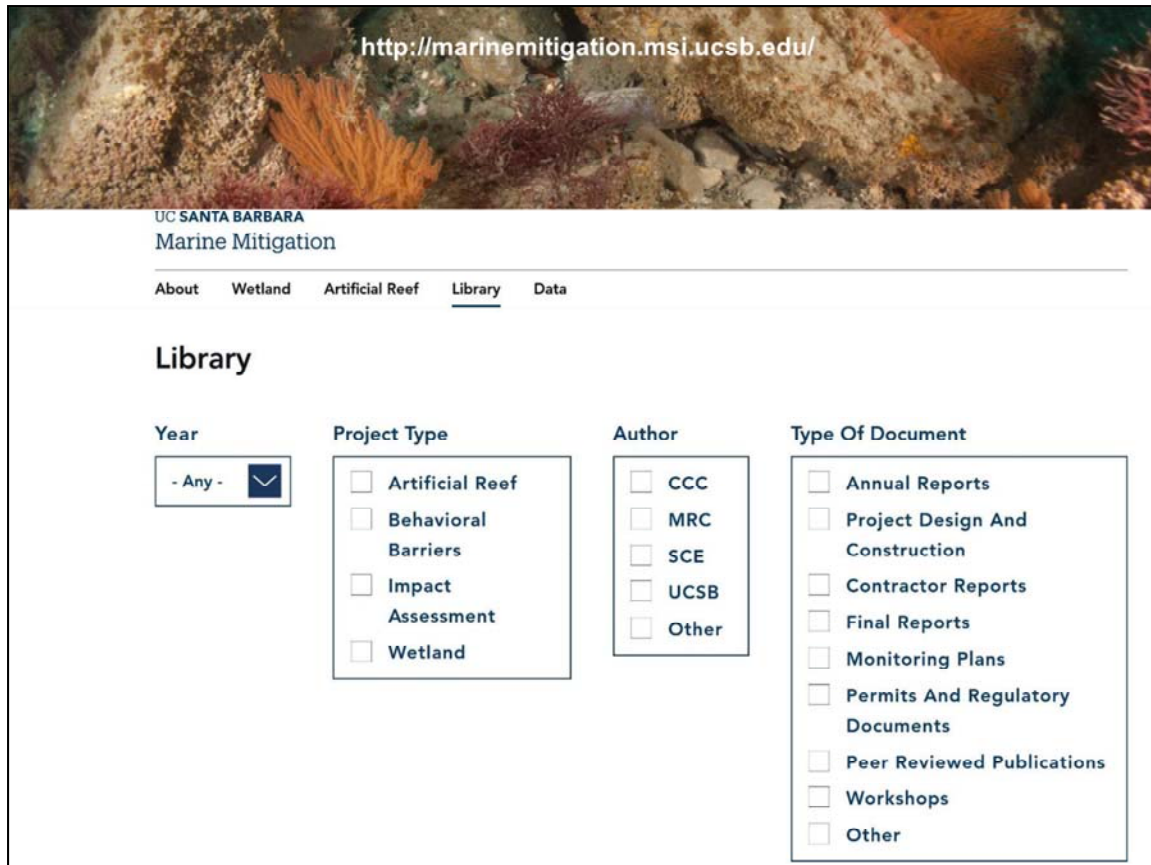 http://marinemitigation.msi.ucsb.edu/
UC SANTA BARBARA
Marine Mitigation
About Wetland Artificial Reef Library Data
Library
Year
- Any -
Project Type
Artificial Reef
Behavioral
Barriers
Impact
Assessment
Wetland
Author
CCC
MRC
SCE
UCSB
Other
Type Of Document
Annual Reports
Project Design And
Construction
Contractor Reports
Final Reports
Monitoring Plans
Permits And Regulatory
Documents
Peer Reviewed Publications
Workshops
Other